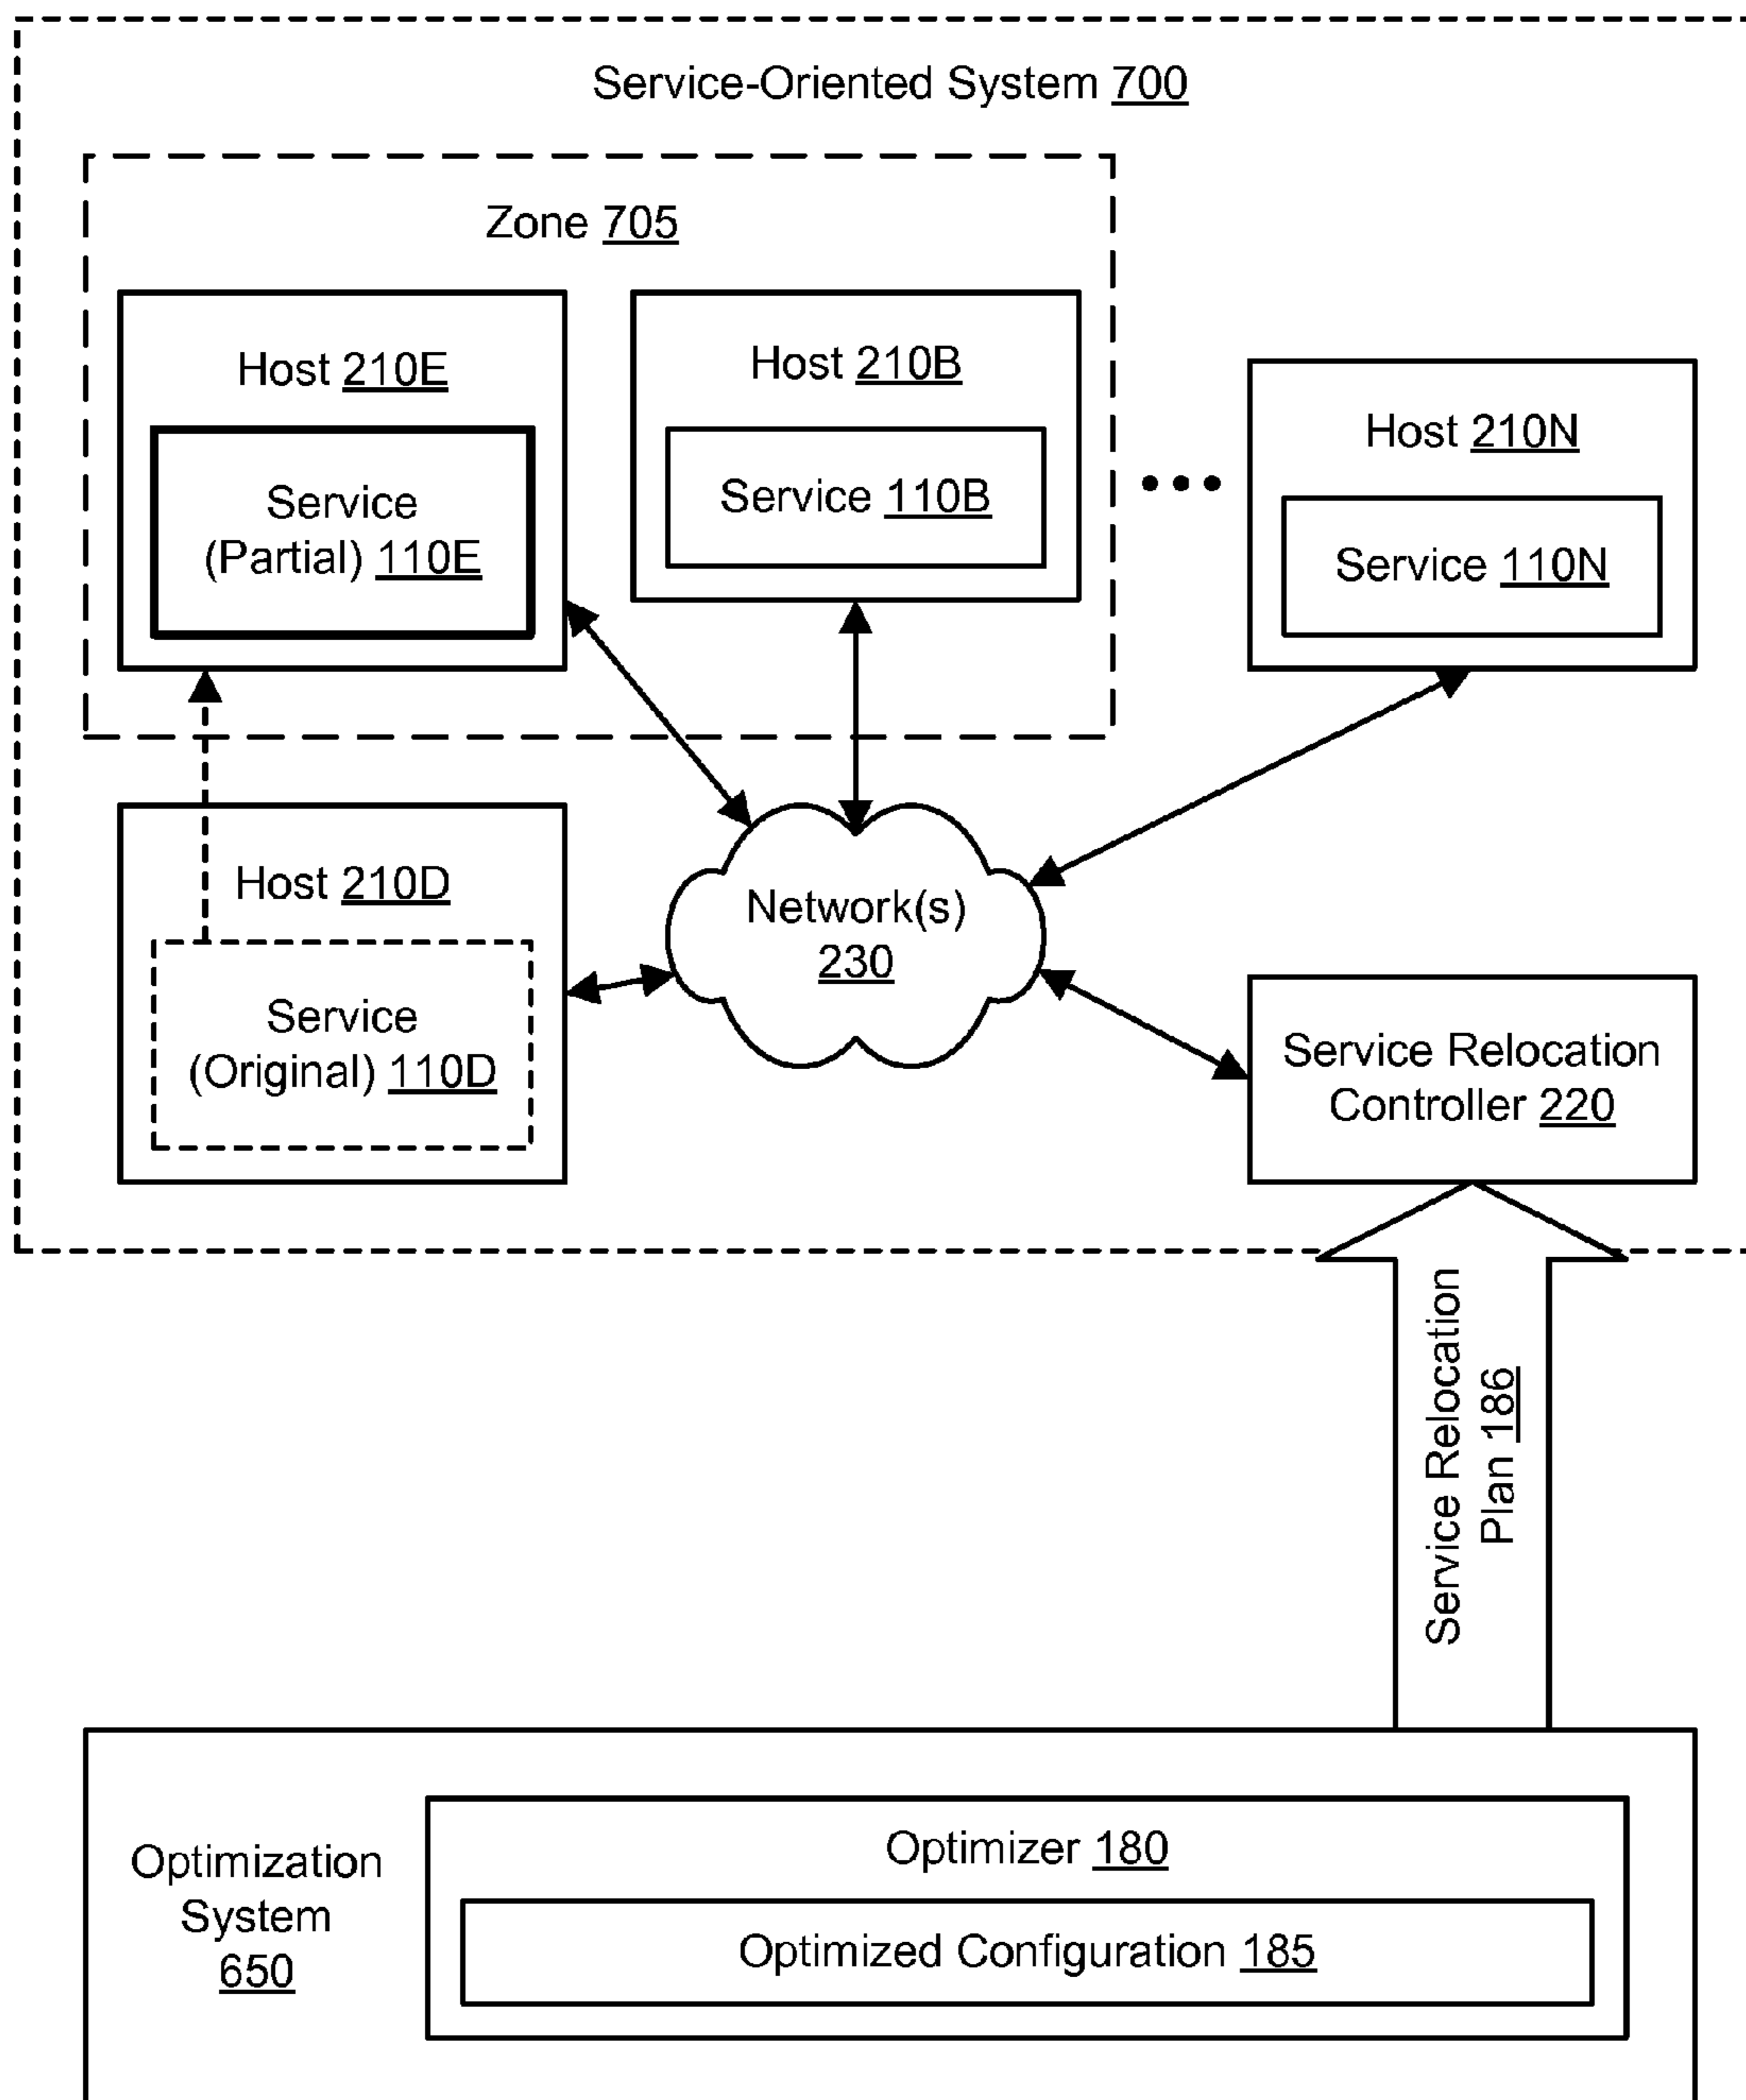 Service-Oriented System 700
Zone 705
Host 210E
Service
(Partial) 110E
Host 210B
Service 110B
Host 210N
Service 110N
Host 210D
Service
(Original) 110D
Network(s)
230
Service Relocation
Controller 220
Service Relocation
Plan 186
Optimization
System
650
Optimizer 180
Optimized Configuration 185